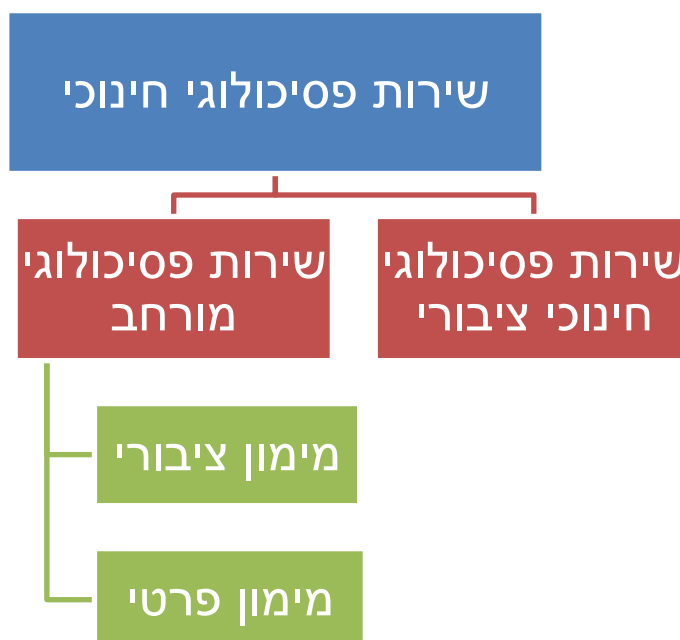 שירות פסיכולוגי חינוכי
שירות פסיכולוגי
חינוכי ציבורי
שירות פסיכולוגי
מורחב
מימון ציבורי
מימון פרטי